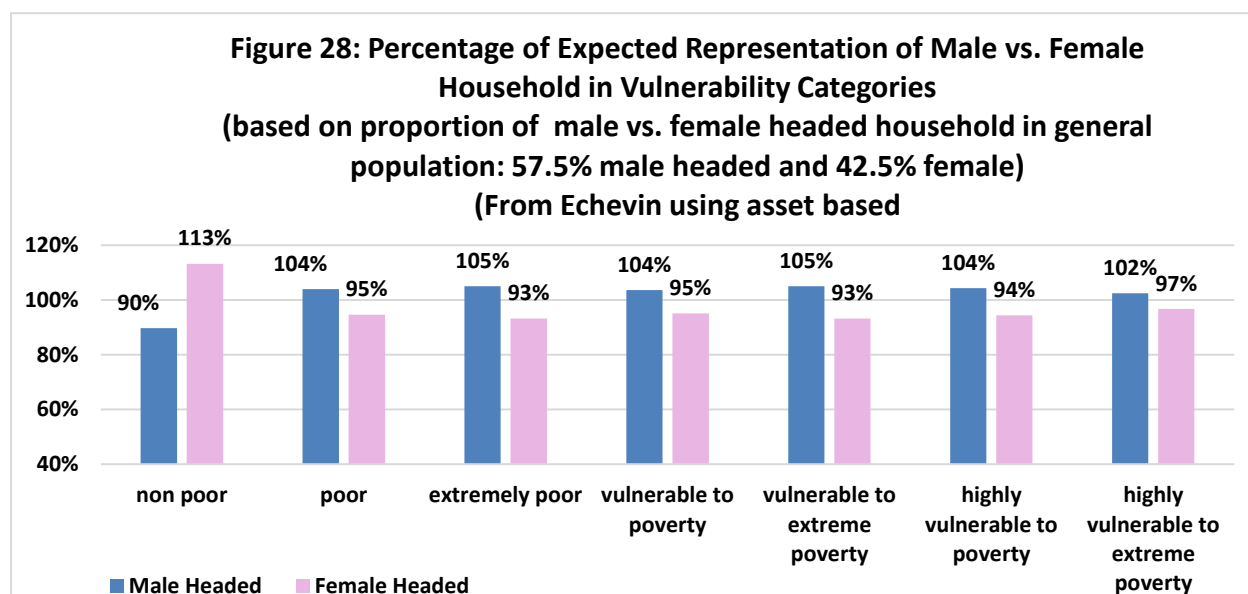 Figure 28: Percentage of Expected Representation of Male vs. Female
Household in Vulnerability Categories
(based on proportion of male vs. female headed household in general
population: 57.5% male headed and 42.5% female)
(From Echevin using asset based
120%
100%
80%
60%
40%
90%
113%
104%
95%
105%
93%
104%
95%
105%
93%
104%
94%
102%
97%
non poor
poor
extremely poor
vulnerable to
poverty
vulnerable to
extreme
poverty
highly
vulnerable to
poverty
highly
vulnerable to
extreme
poverty
Male Headed
Female Headed